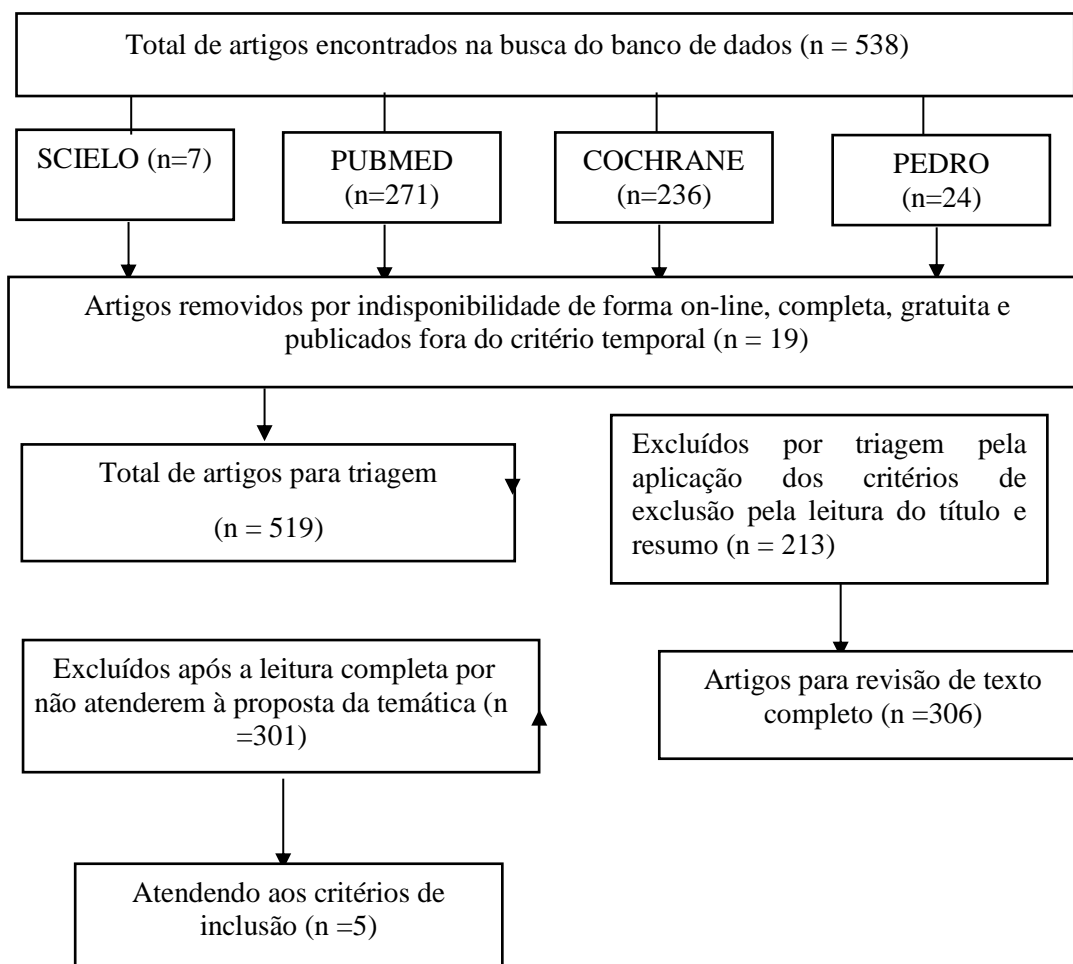 Total de artigos encontrados na busca do banco de dados (n = 538)
SCIELO (n=7)
PUBMED
(n=271)
COCHRANE
(n=236)
PEDRO
(n=24)
Artigos removidos por indisponibilidade de forma on-line, completa, gratuita e
publicados fora do critério temporal (n = 19)
Total de artigos para triagem
(n = 519)
Excluídos por triagem pela
aplicação dos critérios de
exclusão pela leitura do título e
resumo (n = 213)
Excluídos após a leitura completa por
não atenderem à proposta da temática (n
=301)
Artigos para revisão de texto
completo (n =306)
Atendendo aos critérios de
inclusão (n =5)